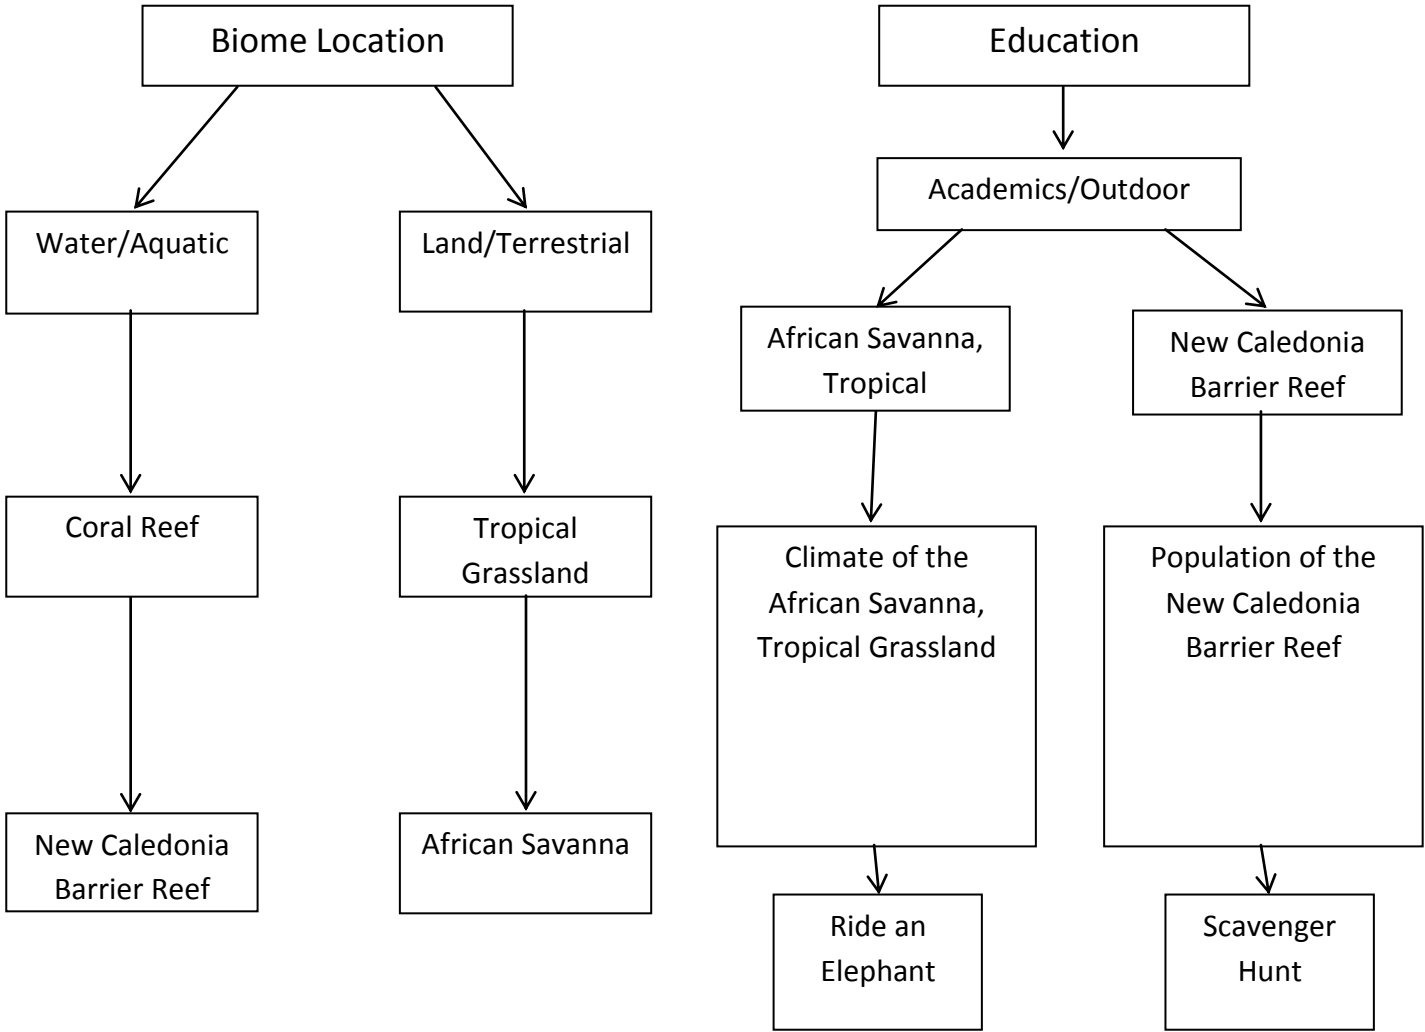 Biome Location
Water/Aquatic
Land/Terrestrial
Coral Reef
Tropical
Grassland
New Caledonia
Barrier Reef
African Savanna
Education
Academics/Outdoor
African Savanna,
Tropical
New Caledonia
Barrier Reef
Climate of the
African Savanna,
Tropical Grassland
Population of the
New Caledonia
Barrier Reef
Ride an
Elephant
Scavenger
Hunt